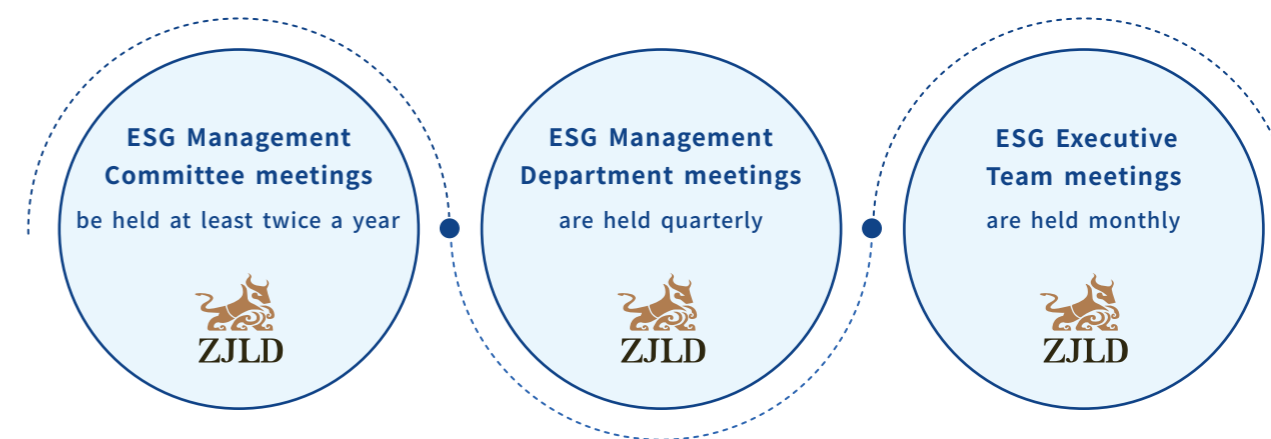 ESG Management
Committee meetings
be held at least twice a year
ZJLD
ESG Management
Department meetings
are held quarterly
ZJLD
ESG Executive
Team meetings
are held monthly
ZJLD